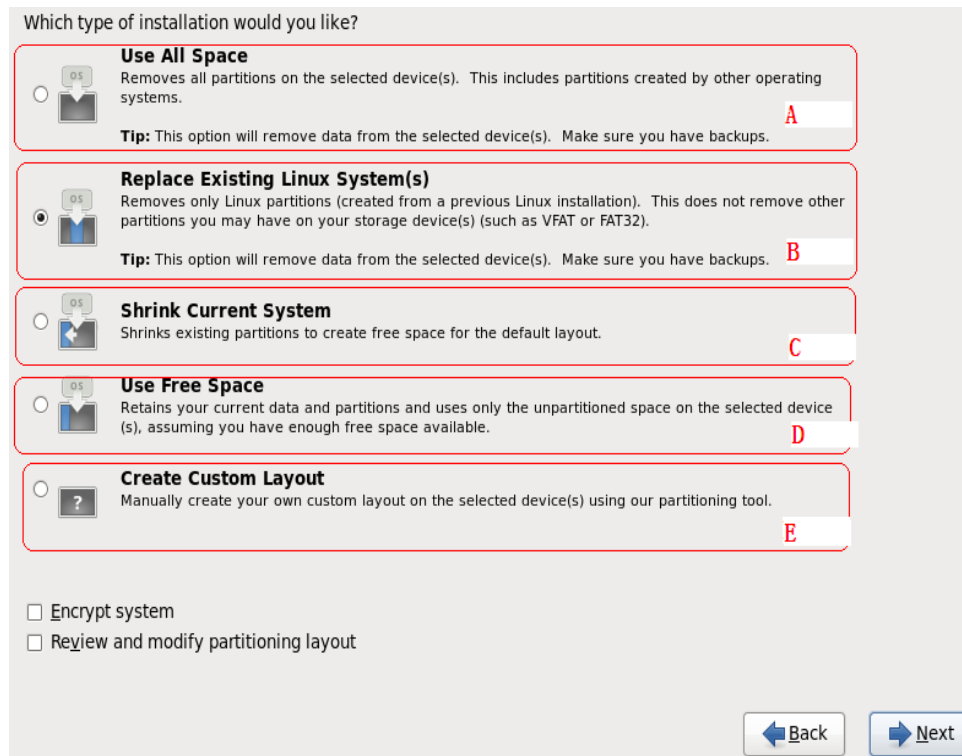 Which type of installation would you like?
OS
Use All Space
Removes all partitions on the selected device(s).  This includes partitions created by other operating
systems.
Tip: This option will remove data from the selected device(s).  Make sure you have backups.
A
OS
Replace Existing Linux System(s)
Removes only Linux partitions (created from a previous Linux installation).  This does not remove other
partitions you may have on your storage device(s) (such as VFAT or FAT32).
Tip: This option will remove data from the selected device(s).  Make sure you have backups.
B
OS
Shrink Current System
Shrinks existing partitions to create free space for the default layout.
C
OS
Use Free Space
Retains your current data and partitions and uses only the unpartitioned space on the selected device
(s), assuming you have enough free space available.
D
?
Create Custom Layout
Manually create your own custom layout on the selected device(s) using our partitioning tool.
E
Encrypt system
Review and modify partitioning layout
Back
Next